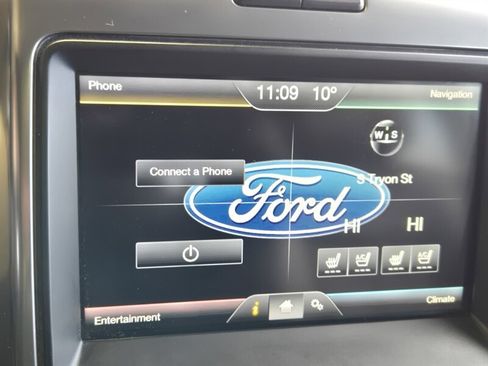 Phone
11:09 10°
Navigation
W S
Connect a Phone
S Tryon St
Ford
HI
HI
A/C
A/C
Entertainment
i
Climate